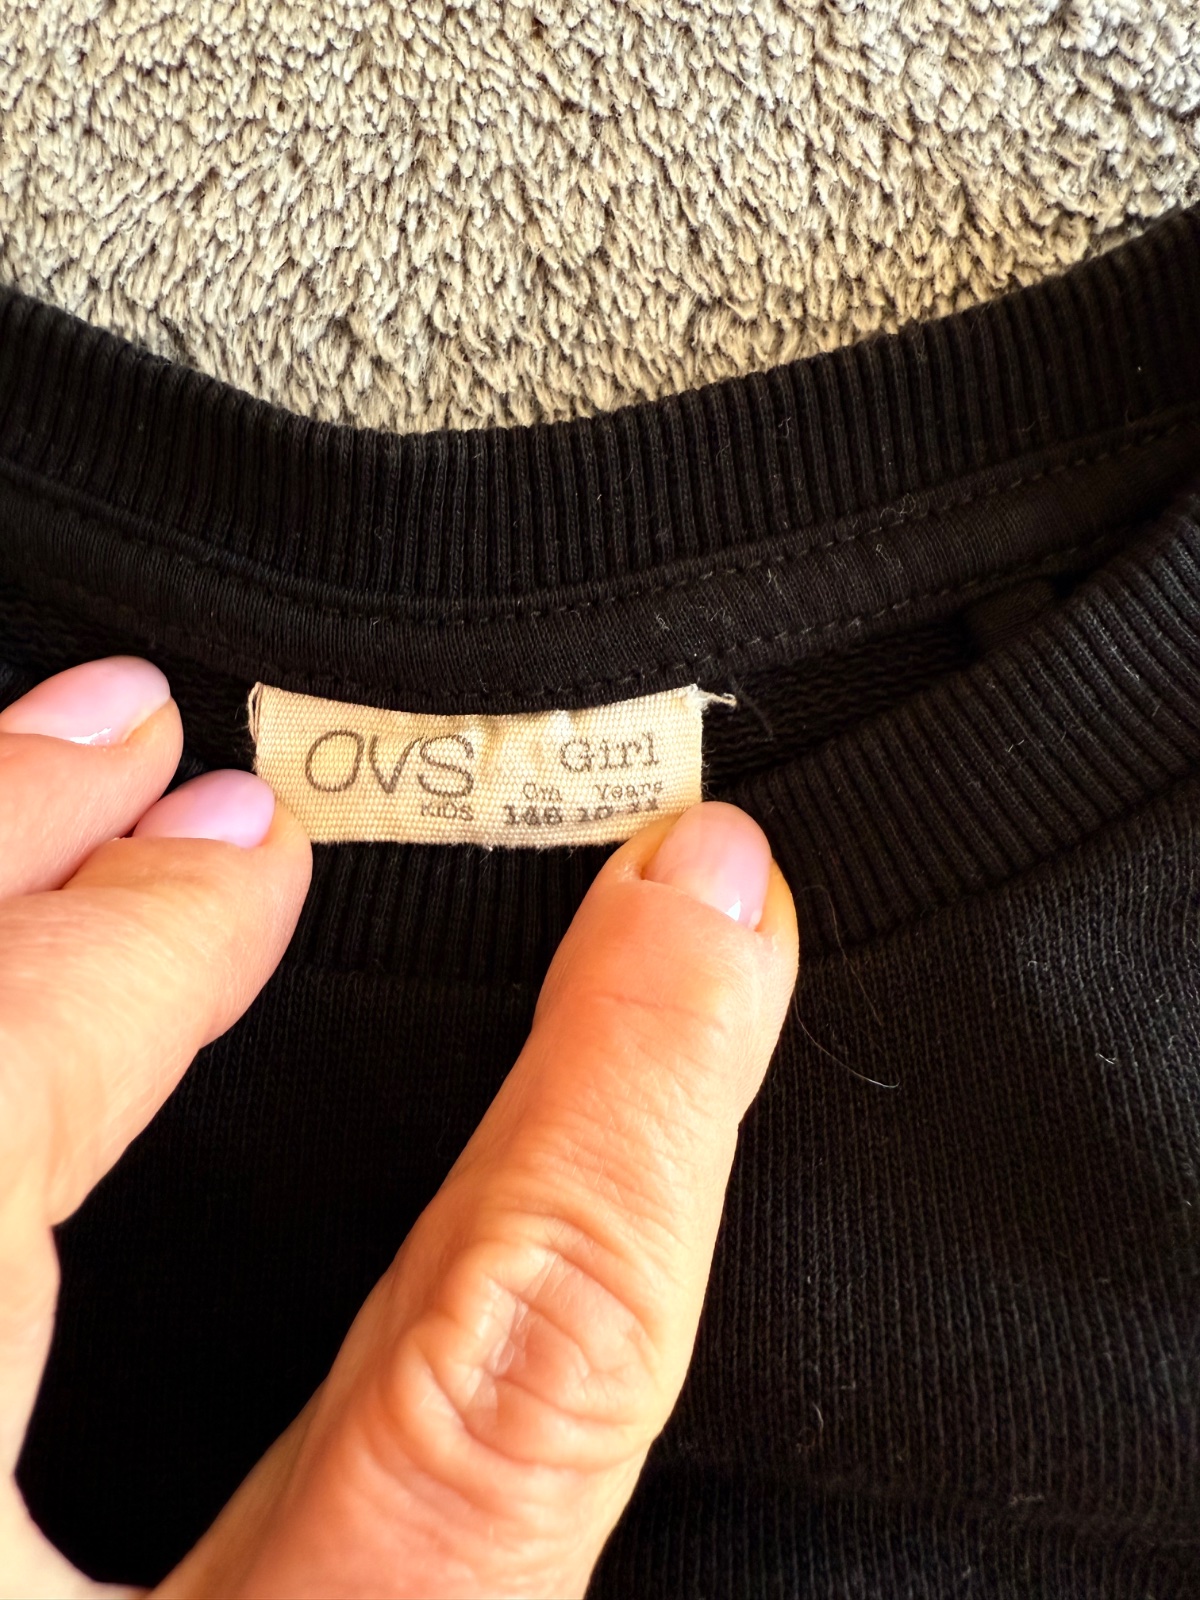 OVS
KIDS
Girl
Cm Years
146 10-11